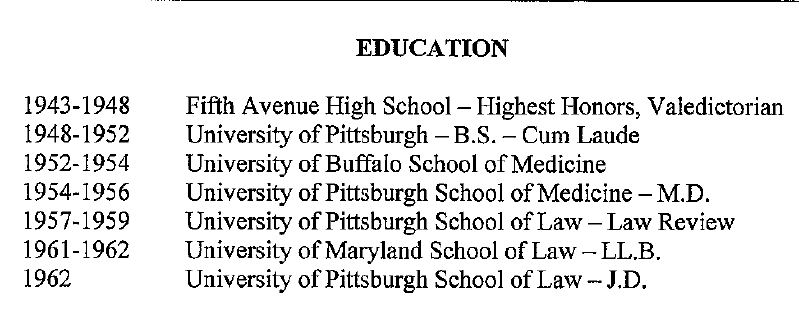 EDUCATION
1943-1948 Fifth Avenue High School – Highest Honors, Valedictorian
1948-1952 University of Pittsburgh – B.S. – Cum Laude
1952-1954 University of Buffalo School of Medicine
1954-1956 University of Pittsburgh School of Medicine – M.D.
1957-1959 University of Pittsburgh School of Law – Law Review
1961-1962 University of Maryland School of Law – LL.B.
1962 University of Pittsburgh School of Law – J.D.